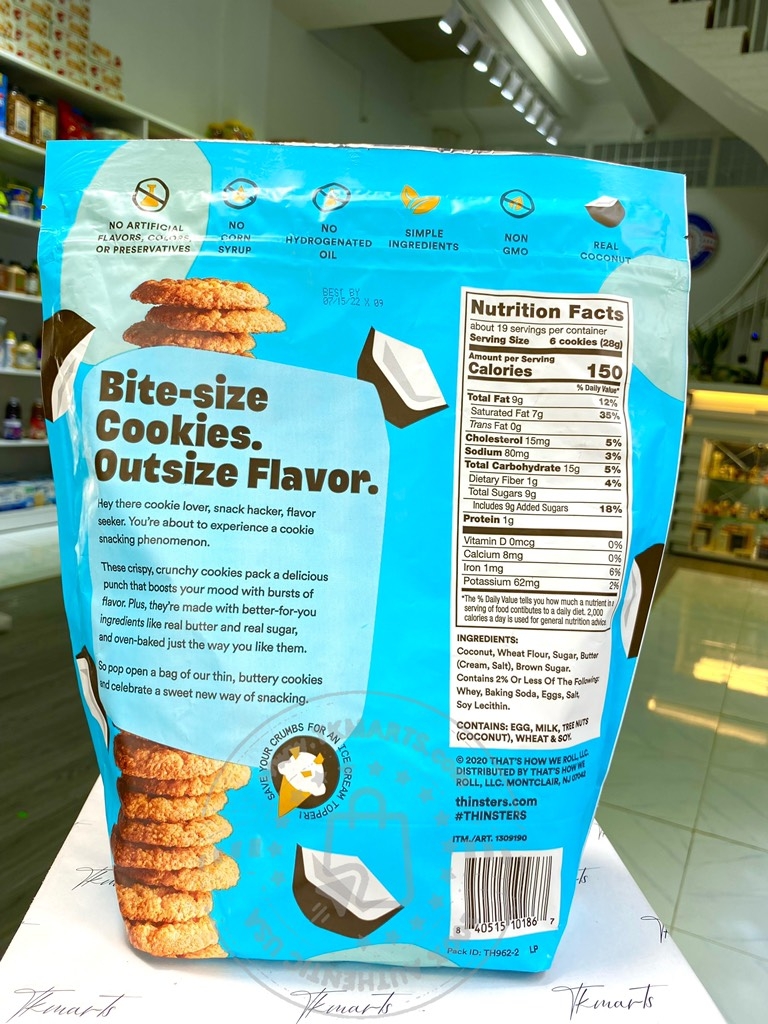 NO ARTIFICIAL
FLAVORS, COLORS,
OR PRESERVATIVES
NO
CORN
SYRUP
NO
HYDROGENATED
OIL
SIMPLE
INGREDIENTS
NON
GMO
REAL
COCONUT
BEST BY
07/15/22 X 09
Bite-size
Cookies.
Outsize Flavor.
Hey there cookie lover, snack hacker, flavor
seeker. You're about to experience a cookie
snacking phenomenon.
These crispy, crunchy cookies pack a delicious
punch that boosts your mood with bursts of
flavor. Plus, they're made with better-for-you
ingredients like real butter and real sugar,
and oven-baked just the way you like them.
So pop open a bag of our thin, buttery cookies
and celebrate a sweet new way of snacking.
SAVE YOUR CRUMBS FOR AN ICE CREAM TOPPER!
Nutrition Facts
about 19 servings per container
Serving Size 6 cookies (28g)
Amount per Serving
Calories 150
% Daily Value*
Total Fat 9g 12%
Saturated Fat 7g 35%
Trans Fat 0g
Cholesterol 15mg 5%
Sodium 80mg 3%
Total Carbohydrate 15g 5%
Dietary Fiber 1g 4%
Total Sugars 9g
Includes 9g Added Sugars 18%
Protein 1g
Vitamin D 0mcg 0%
Calcium 8mg 0%
Iron 1mg 6%
Potassium 62mg 2%
*The % Daily Value tells you how much a nutrient in a
serving of food contibutes to a daily diet. 2,000
calories a day is used for general nutrition advice
INGREDIENTS:
Coconut, Wheat Flour, Sugar, Butter
(Cream, Salt), Brown Sugar.
Contains 2% Or Less Of The Following:
Whey, Baking Soda, Eggs, Salt,
Soy Lecithin.
CONTAINS: EGG, MILK, TREE NUTS
(COCONUT), WHEAT & SOY.
© 2020 THAT'S HOW WE ROLL, LLC.
DISTRIBUTED BY THAT'S HOW WE
ROLL, LLC. MONTCLAIR, NJ 07042
thinsters.com
#THINSTERS
ITM./ART. 1309190
8 40515 10186 7
Pack ID: TH962-2 LP
TKMARTS.com
AUTHENTIC USA
Tkmarts Tkmarts Tkmarts